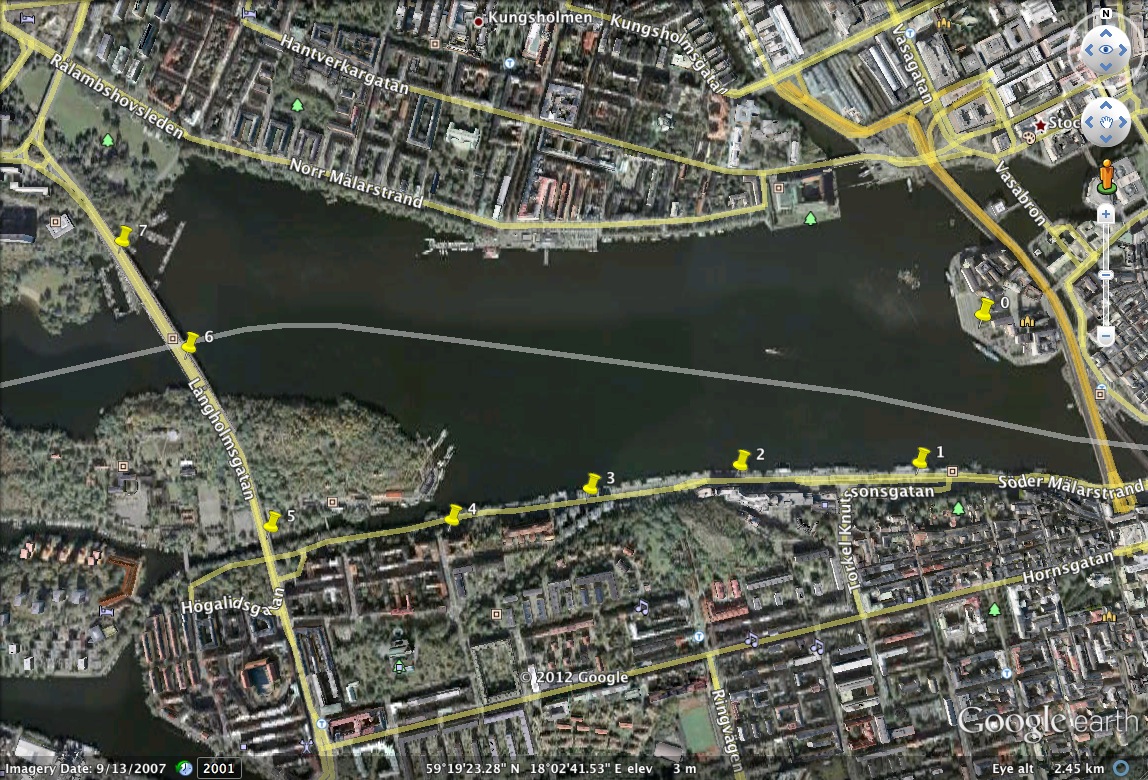 Kungsholmen
Kungsholmsgatan
Hantverkargatan
Vasagatan
N
Rålambshovsleden
Stoc
Norr Mälarstrand
Vasabron
7
0
6
Långholmsgatan
1
2
3
sonsgatan
Söder Mälarstrand
4
5
Torkel Knuts
Hornsgatan
Högalidsgatan
© 2012 Google
Ringvägen
Google earth
Imagery Date: 9/13/2007
2001
59°19'23.28" N 18°02'41.53" E elev 3 m
Eye alt 2.45 km